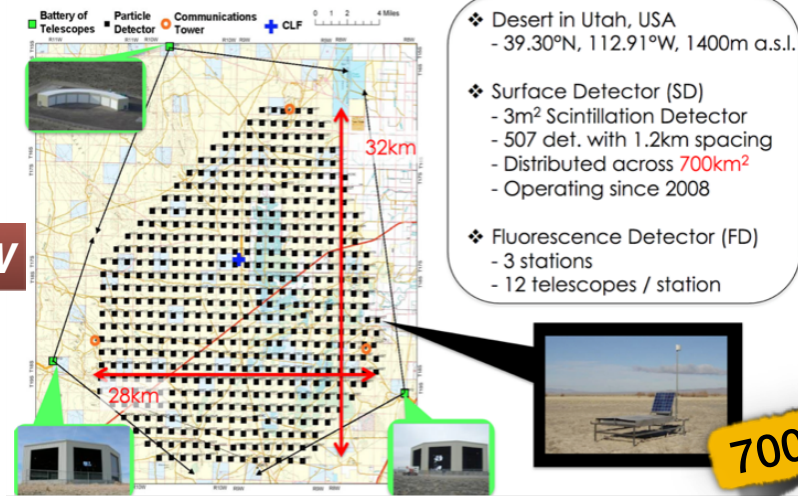 Battery of
Telescopes
Particle
Detector
Communications
Tower
CLF
0 1 2 4 Miles
32km
28km
W
❖ Desert in Utah, USA
- 39.30°N, 112.91°W, 1400m a.s.l.
❖ Surface Detector (SD)
- 3m² Scintillation Detector
- 507 det. with 1.2km spacing
- Distributed across 700km²
- Operating since 2008
❖ Fluorescence Detector (FD)
- 3 stations
- 12 telescopes / station
700